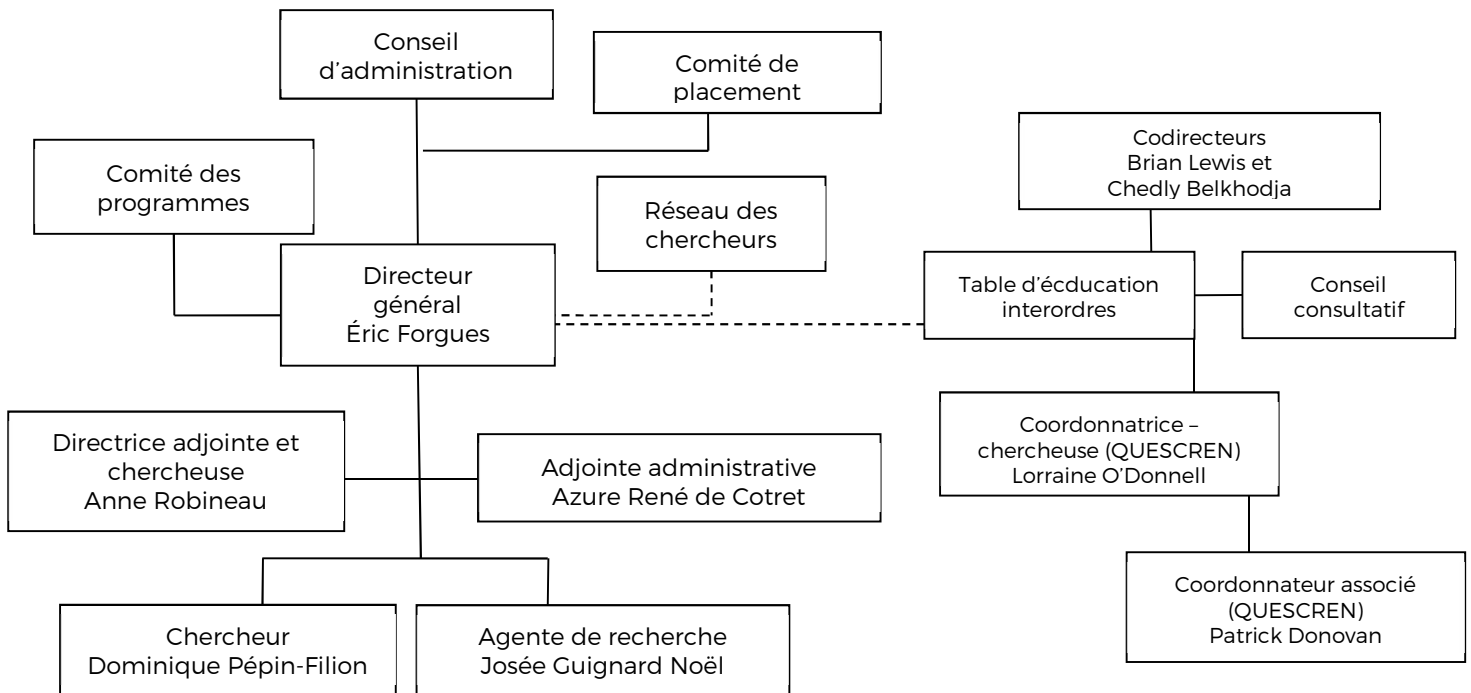 Conseil
d’administration
Comité de
placement
Codirecteurs
Brian Lewis et
Chedly Belkhodja
Comité des
programmes
Réseau des
chercheurs
Directeur
général
Éric Forgues
Table d’écducation
interordres
Conseil
consultatif
Directrice adjointe et
chercheuse
Anne Robineau
Adjointe administrative
Azure René de Cotret
Coordonnatrice –
chercheuse (QUESCREN)
Lorraine O’Donnell
Chercheur
Dominique Pépin-Filion
Agente de recherche
Josée Guignard Noël
Coordonnateur associé
(QUESCREN)
Patrick Donovan